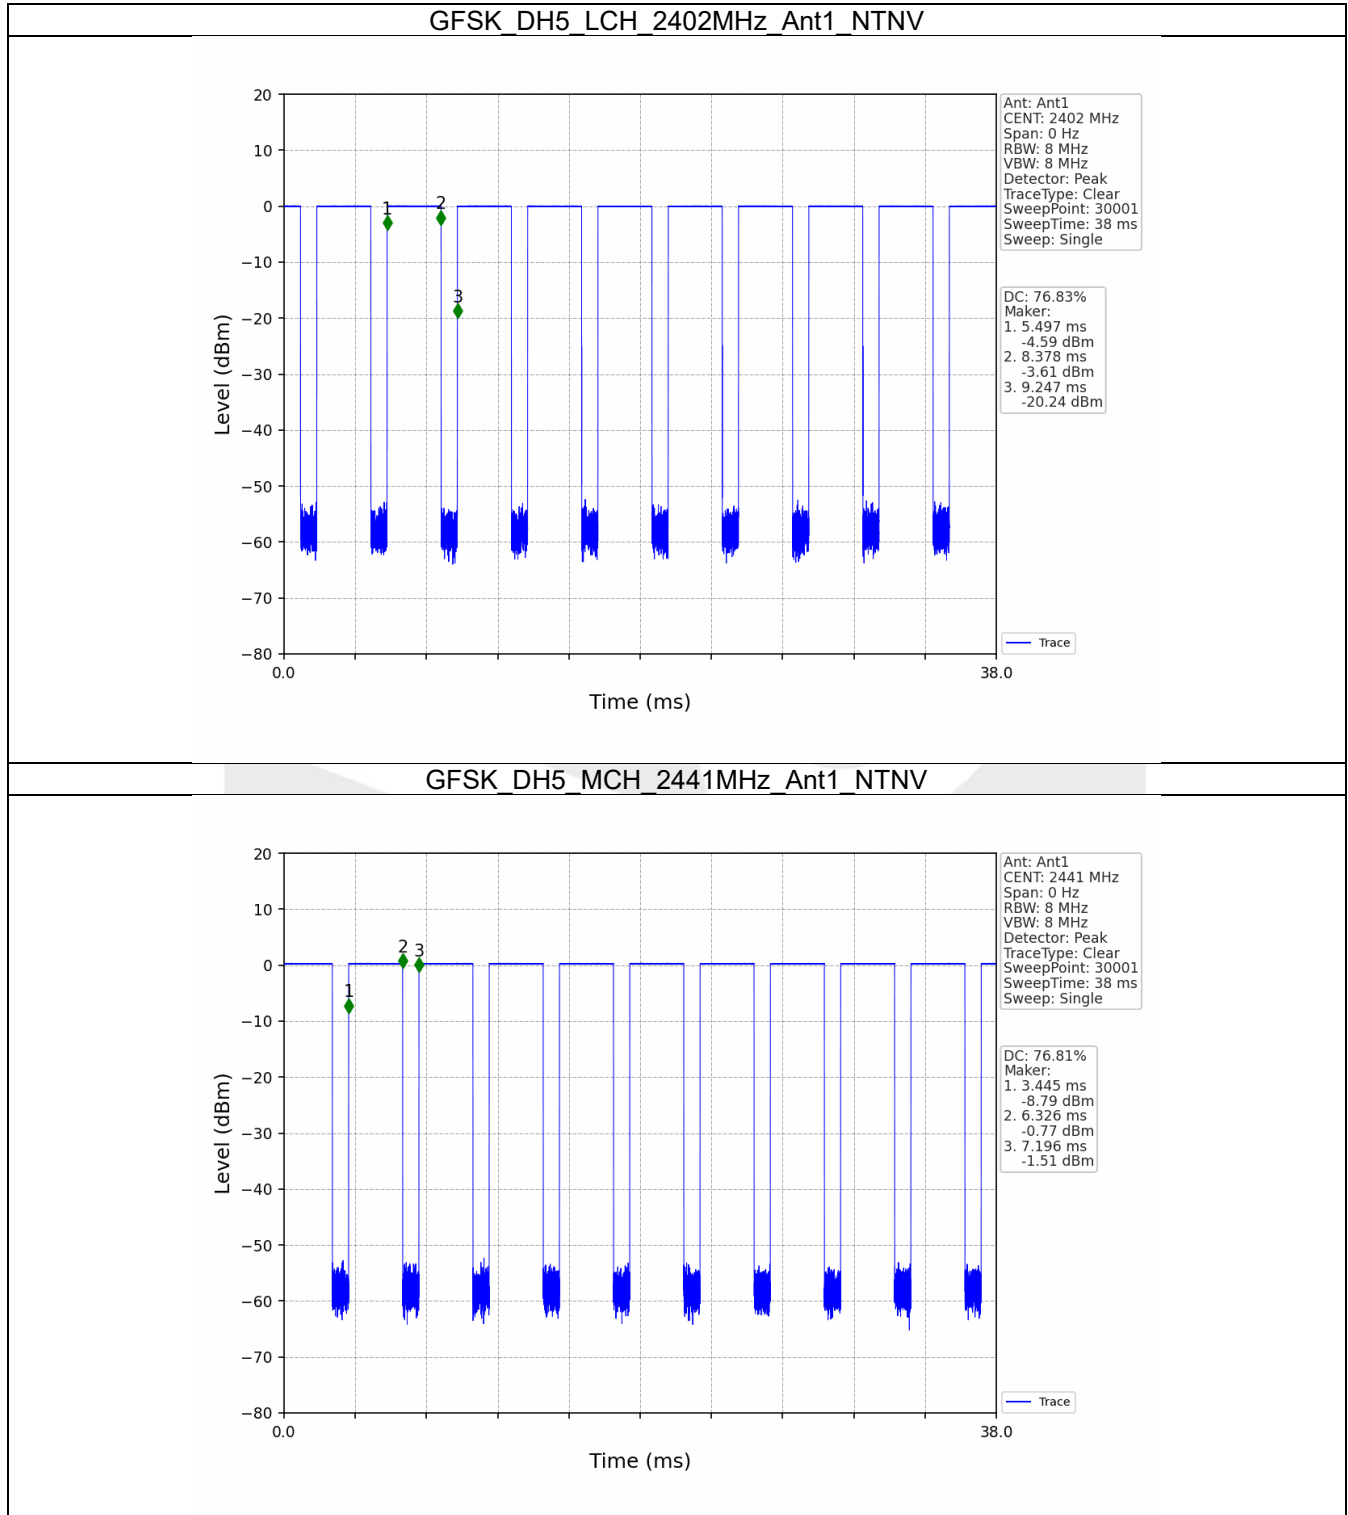 GFSK_DH5_LCH_2402MHz_Ant1_NTNV
20
10
0
−10
−20
−30
−40
−50
−60
−70
−80
Level (dBm)
0.0
38.0
Time (ms)
1
2
3
Ant: Ant1
CENT: 2402 MHz
Span: 0 Hz
RBW: 8 MHz
VBW: 8 MHz
Detector: Peak
TraceType: Clear
SweepPoint: 30001
SweepTime: 38 ms
Sweep: Single
DC: 76.83%
Maker:
1. 5.497 ms
-4.59 dBm
2. 8.378 ms
-3.61 dBm
3. 9.247 ms
-20.24 dBm
Trace
GFSK_DH5_MCH_2441MHz_Ant1_NTNV
20
10
0
−10
−20
−30
−40
−50
−60
−70
−80
Level (dBm)
0.0
38.0
Time (ms)
1
2
3
Ant: Ant1
CENT: 2441 MHz
Span: 0 Hz
RBW: 8 MHz
VBW: 8 MHz
Detector: Peak
TraceType: Clear
SweepPoint: 30001
SweepTime: 38 ms
Sweep: Single
DC: 76.81%
Maker:
1. 3.445 ms
-8.79 dBm
2. 6.326 ms
-0.77 dBm
3. 7.196 ms
-1.51 dBm
Trace